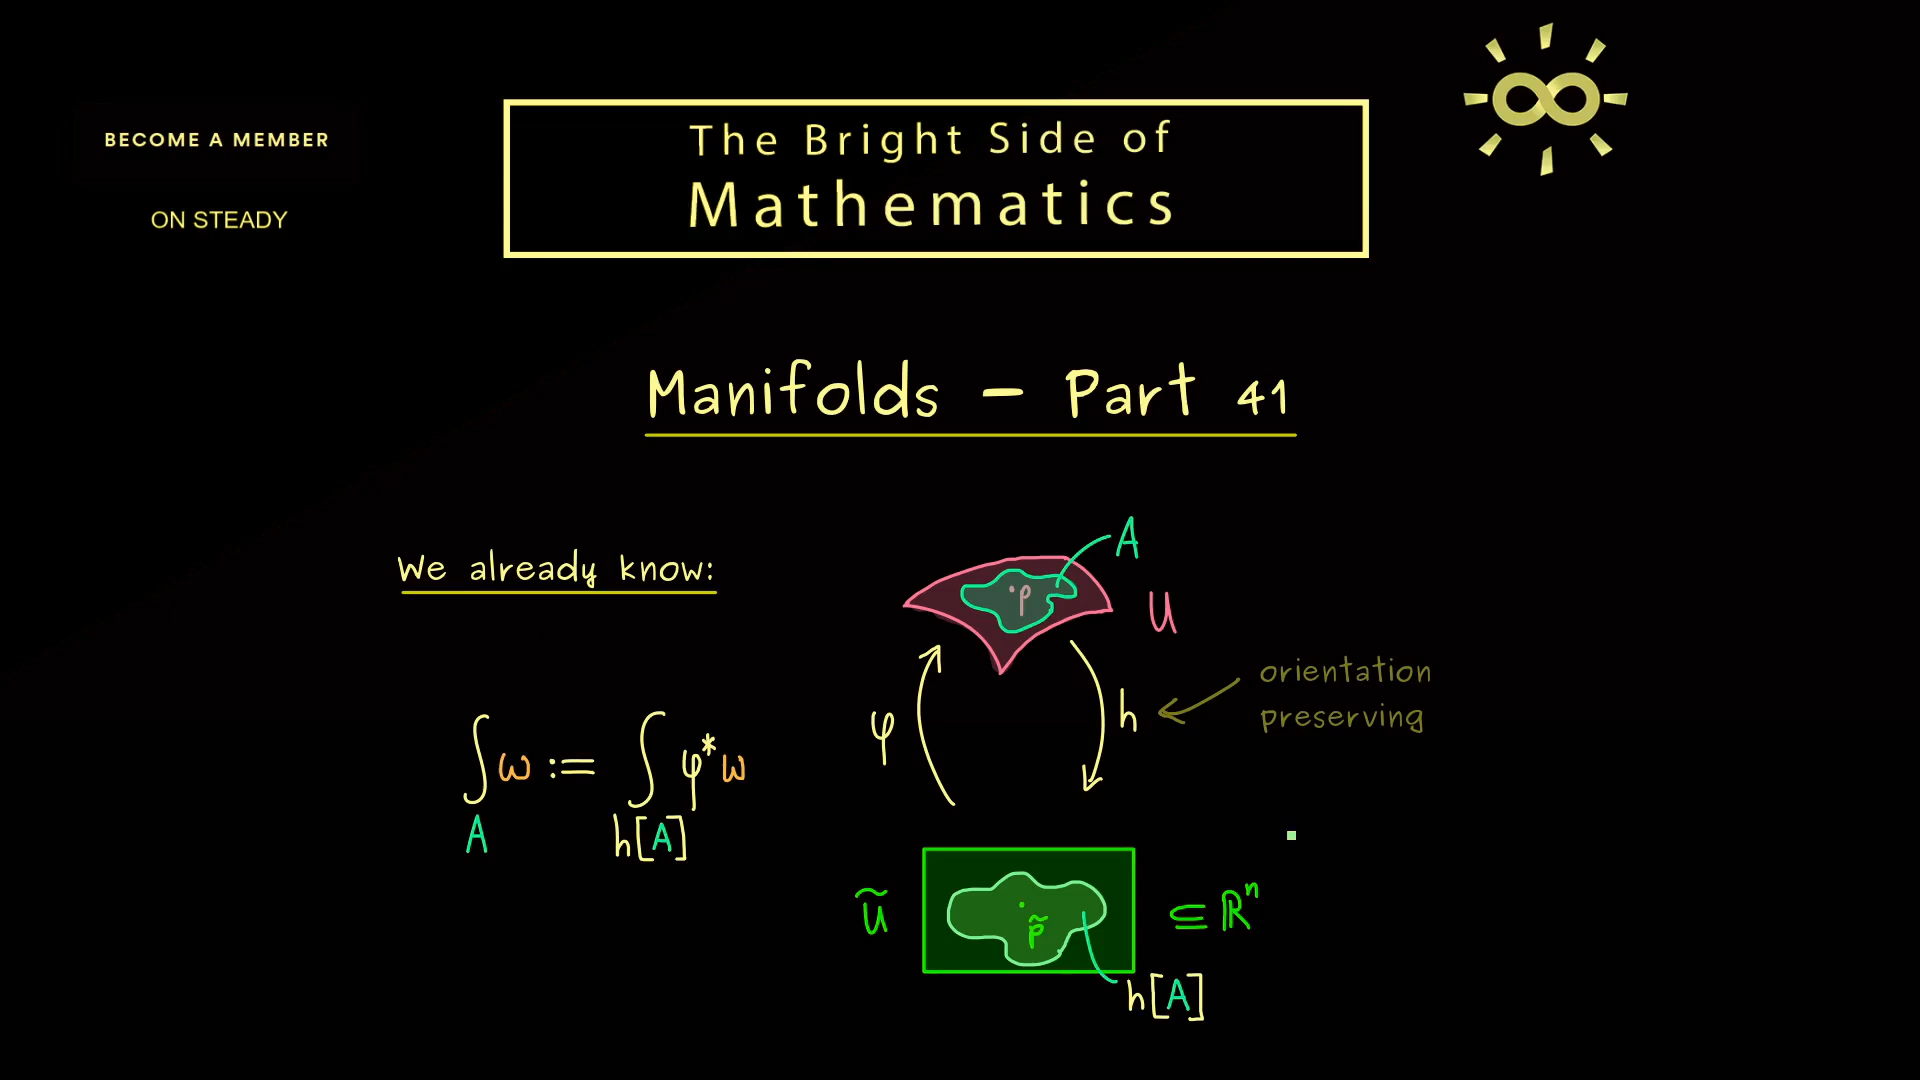 BECOME A MEMBER
ON STEADY
The Bright Side of
Mathematics
Manifolds - Part 41
We already know:
∫ ω := ∫ φ*ω
A h[A]
A
p
U
orientation
preserving
φ
h
Ũ
p̃
⊆ ℝⁿ
h[A]